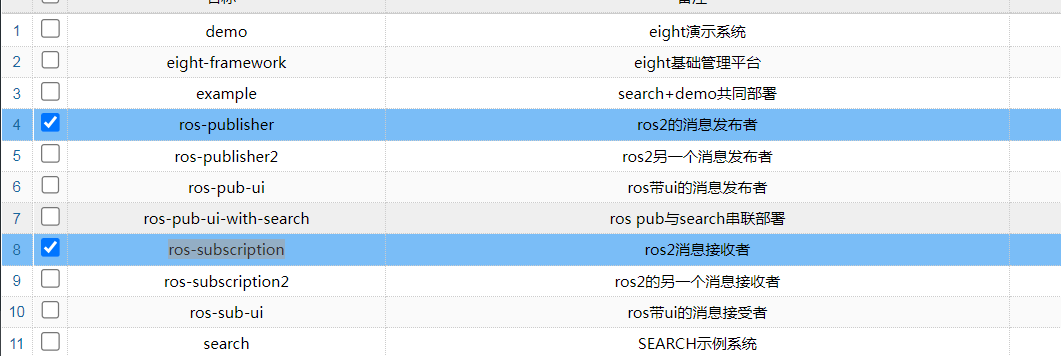 1 demo eight演示系统
2 eight-framework eight基础管理平台
3 example search+demo共同部署
4 ros-publisher ros2的消息发布者
5 ros-publisher2 ros2另一个消息发布者
6 ros-pub-ui ros带ui的消息发布者
7 ros-pub-ui-with-search ros pub与search串联部署
8 ros-subscription ros2消息接收者
9 ros-subscription2 ros2的另一个消息接收者
10 ros-sub-ui ros带ui的消息接受者
11 search SEARCH示例系统